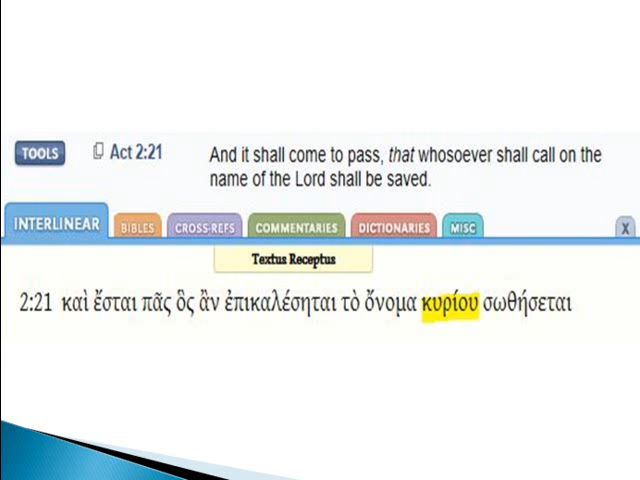 TOOLS Act 2:21 And it shall come to pass, that whosoever shall call on the
name of the Lord shall be saved.
INTERLINEAR BIBLES CROSS-REFS COMMENTARIES DICTIONARIES MISC X
Textus Receptus
2:21 καὶ ἔσται πᾶς ὃς ἂν ἐπικαλέσηται τὸ ὄνομα κυρίου σωθήσεται